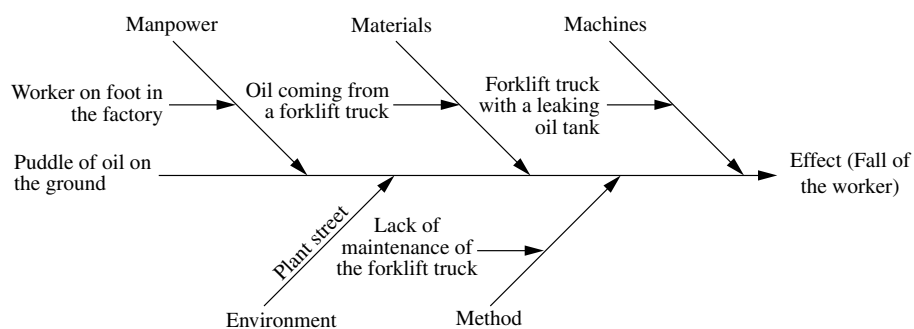 Manpower
Materials
Machines
Worker on foot in
the factory
Oil coming from
a forklift truck
Forklift truck
with a leaking
oil tank
Puddle of oil on
the ground
Effect (Fall of
the worker)
Plant street
Lack of
maintenance of
the forklift truck
Environment
Method